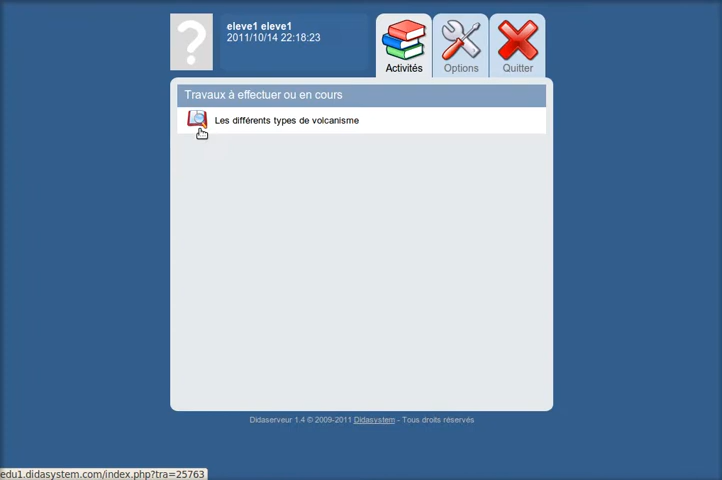 eleve1 eleve1
2011/10/14 22:18:23
Activités
Options
Quitter
Travaux à effectuer ou en cours
Les différents types de volcanisme
Didaserveur 1.4 © 2009-2011 Didasystem - Tous droits réservés
edu1.didasystem.com/index.php?tra=25763